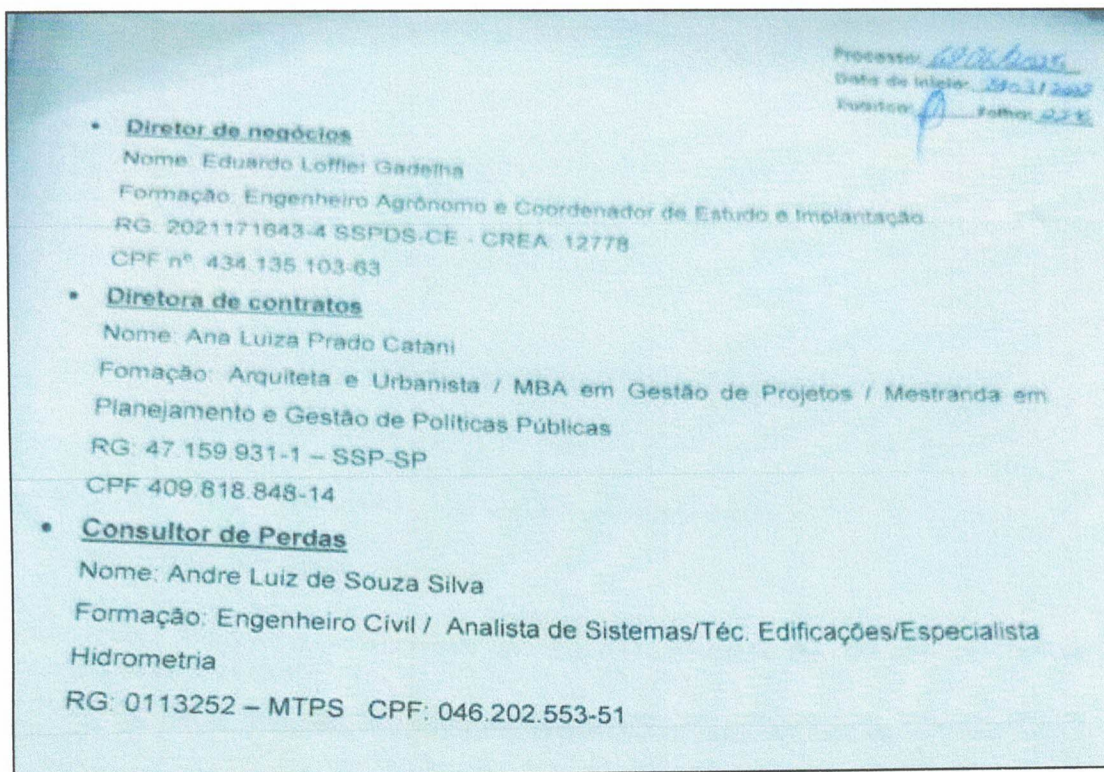 Processo:
Data de Início:
Rubrica: Folha:
• Diretor de negócios
Nome: Eduardo Loffler Gadelha
Formação: Engenheiro Agrônomo e Coordenador de Estudo e Implantação
RG: 2021171643-4 SSPDS-CE - CREA: 12778
CPF nº: 434.135.103-63
• Diretora de contratos
Nome: Ana Luiza Prado Catani
Fomação: Arquiteta e Urbanista / MBA em Gestão de Projetos / Mestranda em
Planejamento e Gestão de Políticas Públicas
RG: 47.159.931-1 – SSP-SP
CPF 409.818.848-14
• Consultor de Perdas
Nome: Andre Luiz de Souza Silva
Formação: Engenheiro Civil / Analista de Sistemas/Téc. Edificações/Especialista
Hidrometria
RG: 0113252 – MTPS CPF: 046.202.553-51